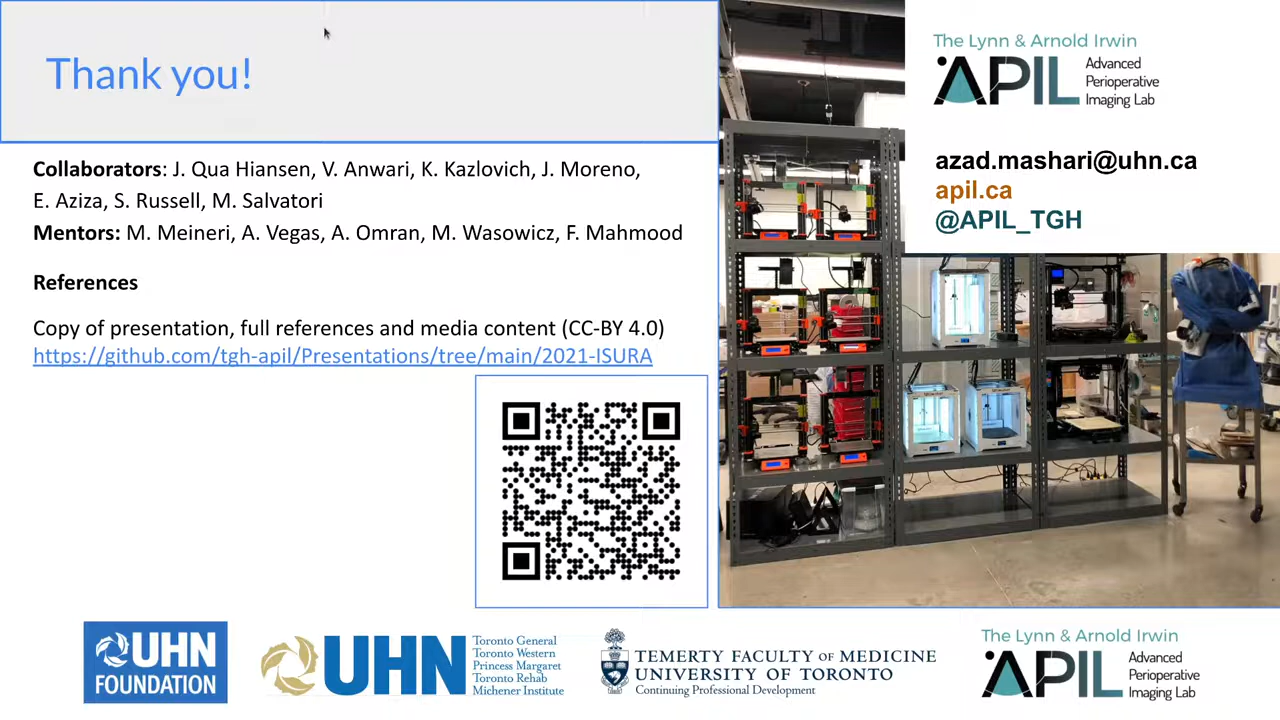 Thank you!
Collaborators: J. Qua Hiansen, V. Anwari, K. Kazlovich, J. Moreno,
E. Aziza, S. Russell, M. Salvatori
Mentors: M. Meineri, A. Vegas, A. Omran, M. Wasowicz, F. Mahmood
References
Copy of presentation, full references and media content (CC-BY 4.0)
https://github.com/tgh-apil/Presentations/tree/main/2021-ISURA
The Lynn & Arnold Irwin
APIL
Advanced
Perioperative
Imaging Lab
azad.mashari@uhn.ca
apil.ca
@APIL_TGH
UHN
FOUNDATION
UHN
Toronto General
Toronto Western
Princess Margaret
Toronto Rehab
Michener Institute
TEMERTY FACULTY OF MEDICINE
UNIVERSITY OF TORONTO
Continuing Professional Development
The Lynn & Arnold Irwin
APIL
Advanced
Perioperative
Imaging Lab